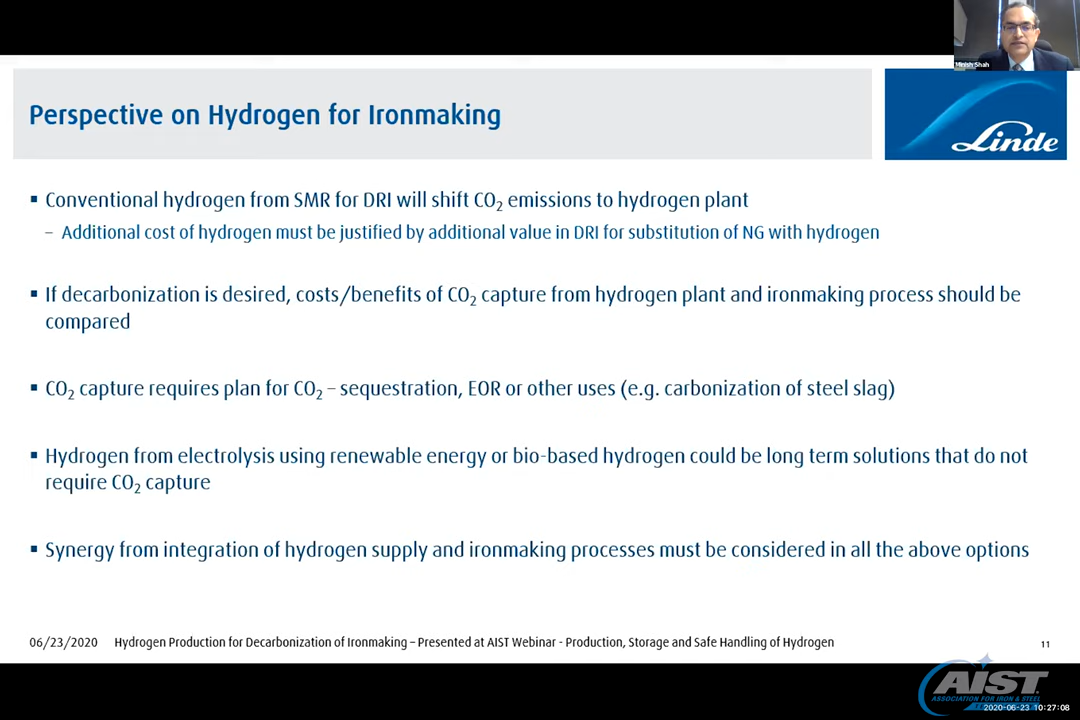 Minish Shah
Perspective on Hydrogen for Ironmaking
Linde
▪ Conventional hydrogen from SMR for DRI will shift CO₂ emissions to hydrogen plant
– Additional cost of hydrogen must be justified by additional value in DRI for substitution of NG with hydrogen
▪ If decarbonization is desired, costs/benefits of CO₂ capture from hydrogen plant and ironmaking process should be
compared
▪ CO₂ capture requires plan for CO₂ – sequestration, EOR or other uses (e.g. carbonization of steel slag)
▪ Hydrogen from electrolysis using renewable energy or bio-based hydrogen could be long term solutions that do not
require CO₂ capture
▪ Synergy from integration of hydrogen supply and ironmaking processes must be considered in all the above options
06/23/2020 Hydrogen Production for Decarbonization of Ironmaking – Presented at AIST Webinar - Production, Storage and Safe Handling of Hydrogen 11
AIST
ASSOCIATION FOR IRON & STEEL
2020-06-23 10:27:08